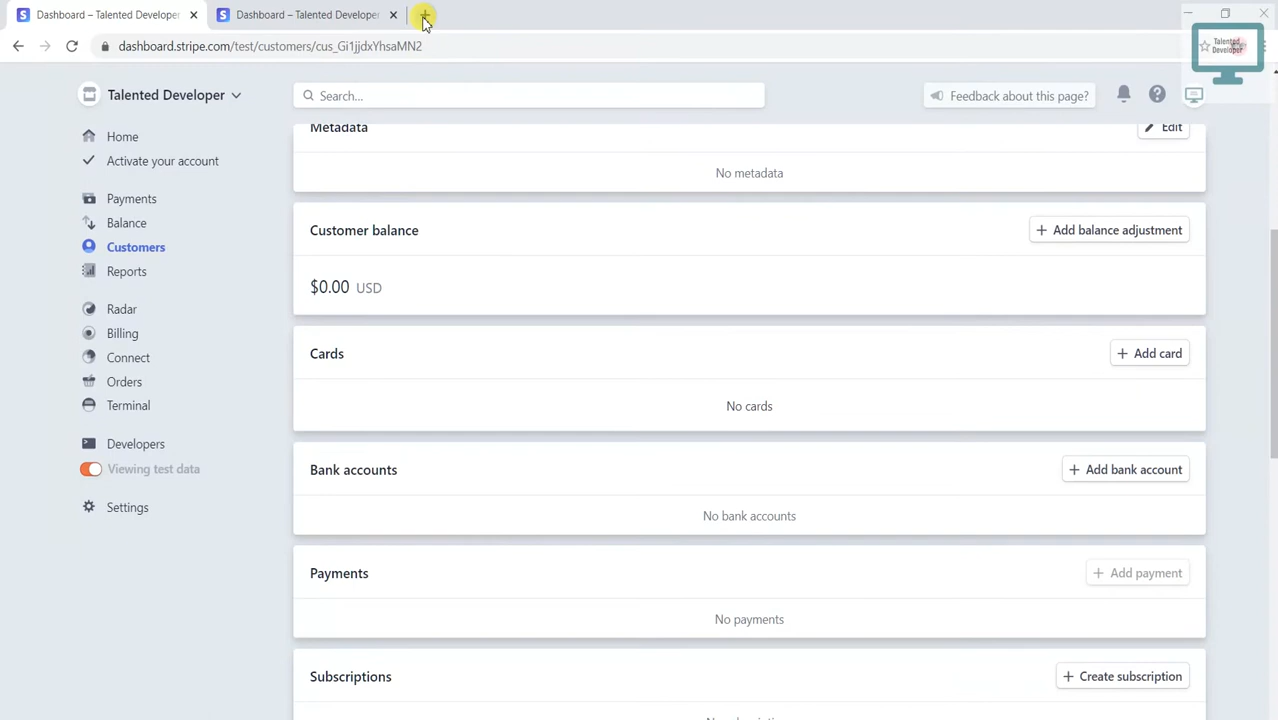 Dashboard – Talented Developer
Dashboard – Talented Developer
dashboard.stripe.com/test/customers/cus_Gi1jjdxYhsaMN2
Talented
Developer
Talented Developer
Search...
Feedback about this page?
Home
Activate your account
Payments
Balance
Customers
Reports
Radar
Billing
Connect
Orders
Terminal
Developers
Viewing test data
Settings
Metadata
Edit
No metadata
Customer balance
Add balance adjustment
$0.00 USD
Cards
Add card
No cards
Bank accounts
Add bank account
No bank accounts
Payments
Add payment
No payments
Subscriptions
Create subscription